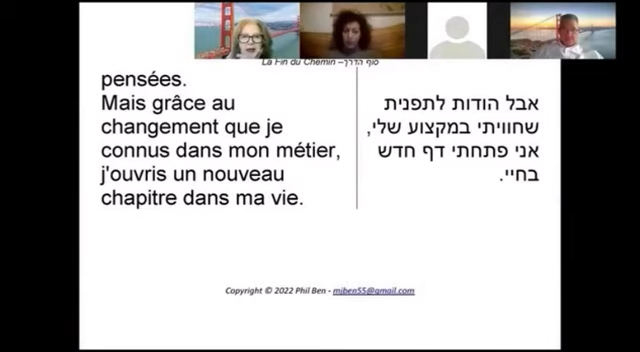 La Fin du Chemin – סוף הדרך
pensées.
Mais grâce au
changement que je
connus dans mon métier,
j'ouvris un nouveau
chapitre dans ma vie.
אבל הודות לתפנית
שחוויתי במקצוע שלי,
אני פתחתי דף חדש
בחיי.
Copyright © 2022 Phil Ben - miben55@gmail.com